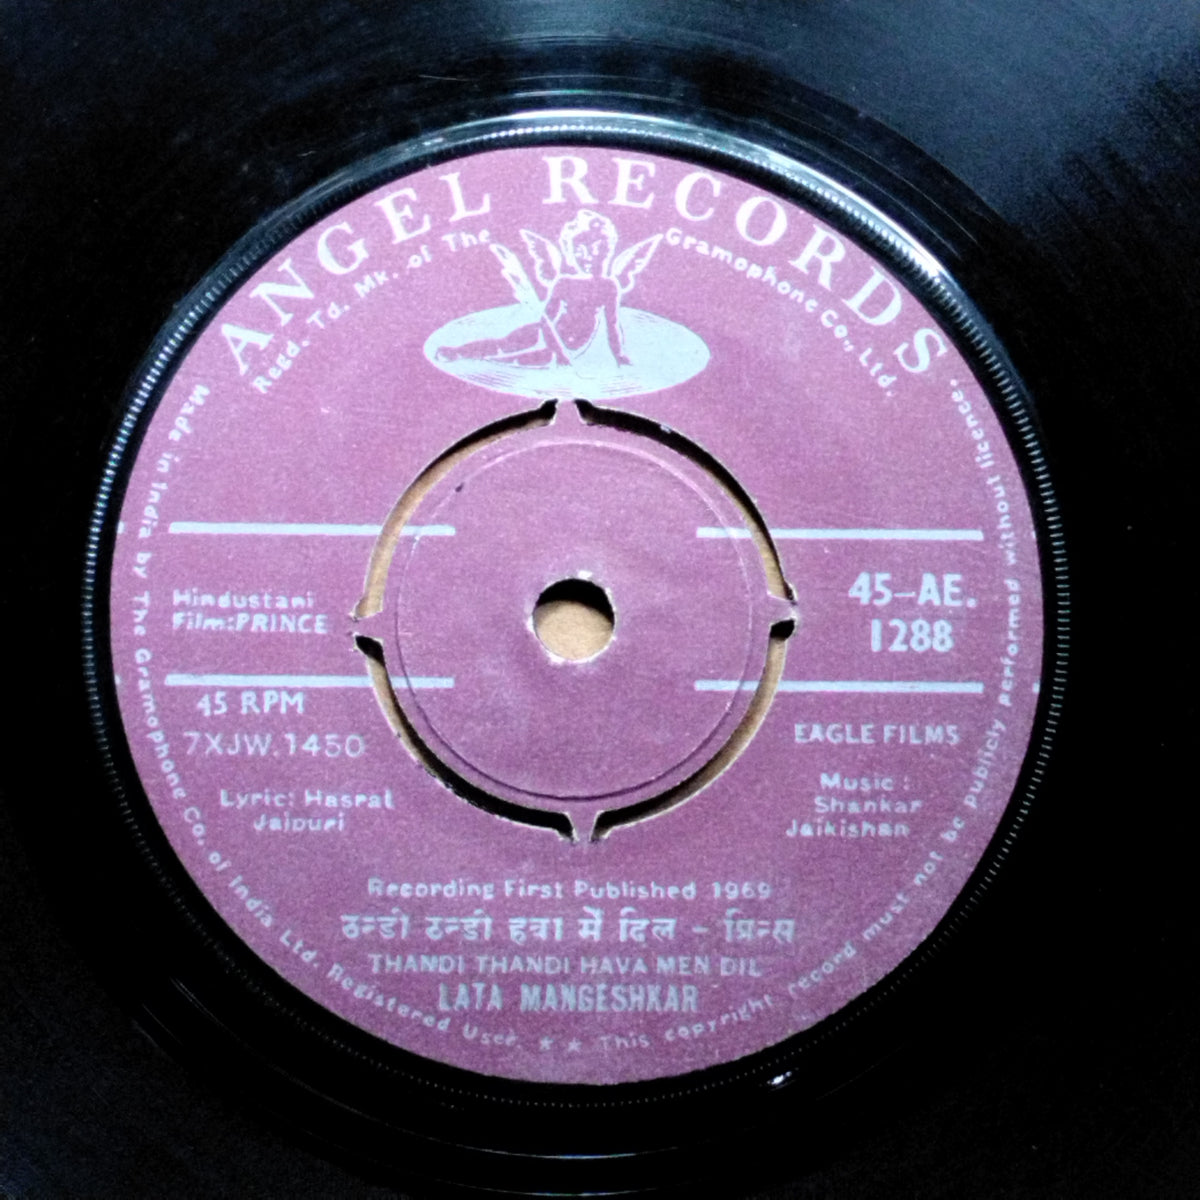 ANGEL RECORDS
Regd. Td. Mk. of The Gramophone Co., Ltd.
Made in India by The Gramophone Co. of India Ltd. Registered User. ★ ★ This copyright record must not be publicly performed without licence.
Hindustani
Film:PRINCE
45-AE.
1288
45 RPM
7XJW.1450
EAGLE FILMS
Lyric: Hasrat
Jaipuri
Music :
Shankar
Jaikishan
Recording First Published 1969
ठन्डी ठन्डी हवा में दिल - प्रिन्स
THANDI THANDI HAVA MEN DIL
LATA MANGESHKAR